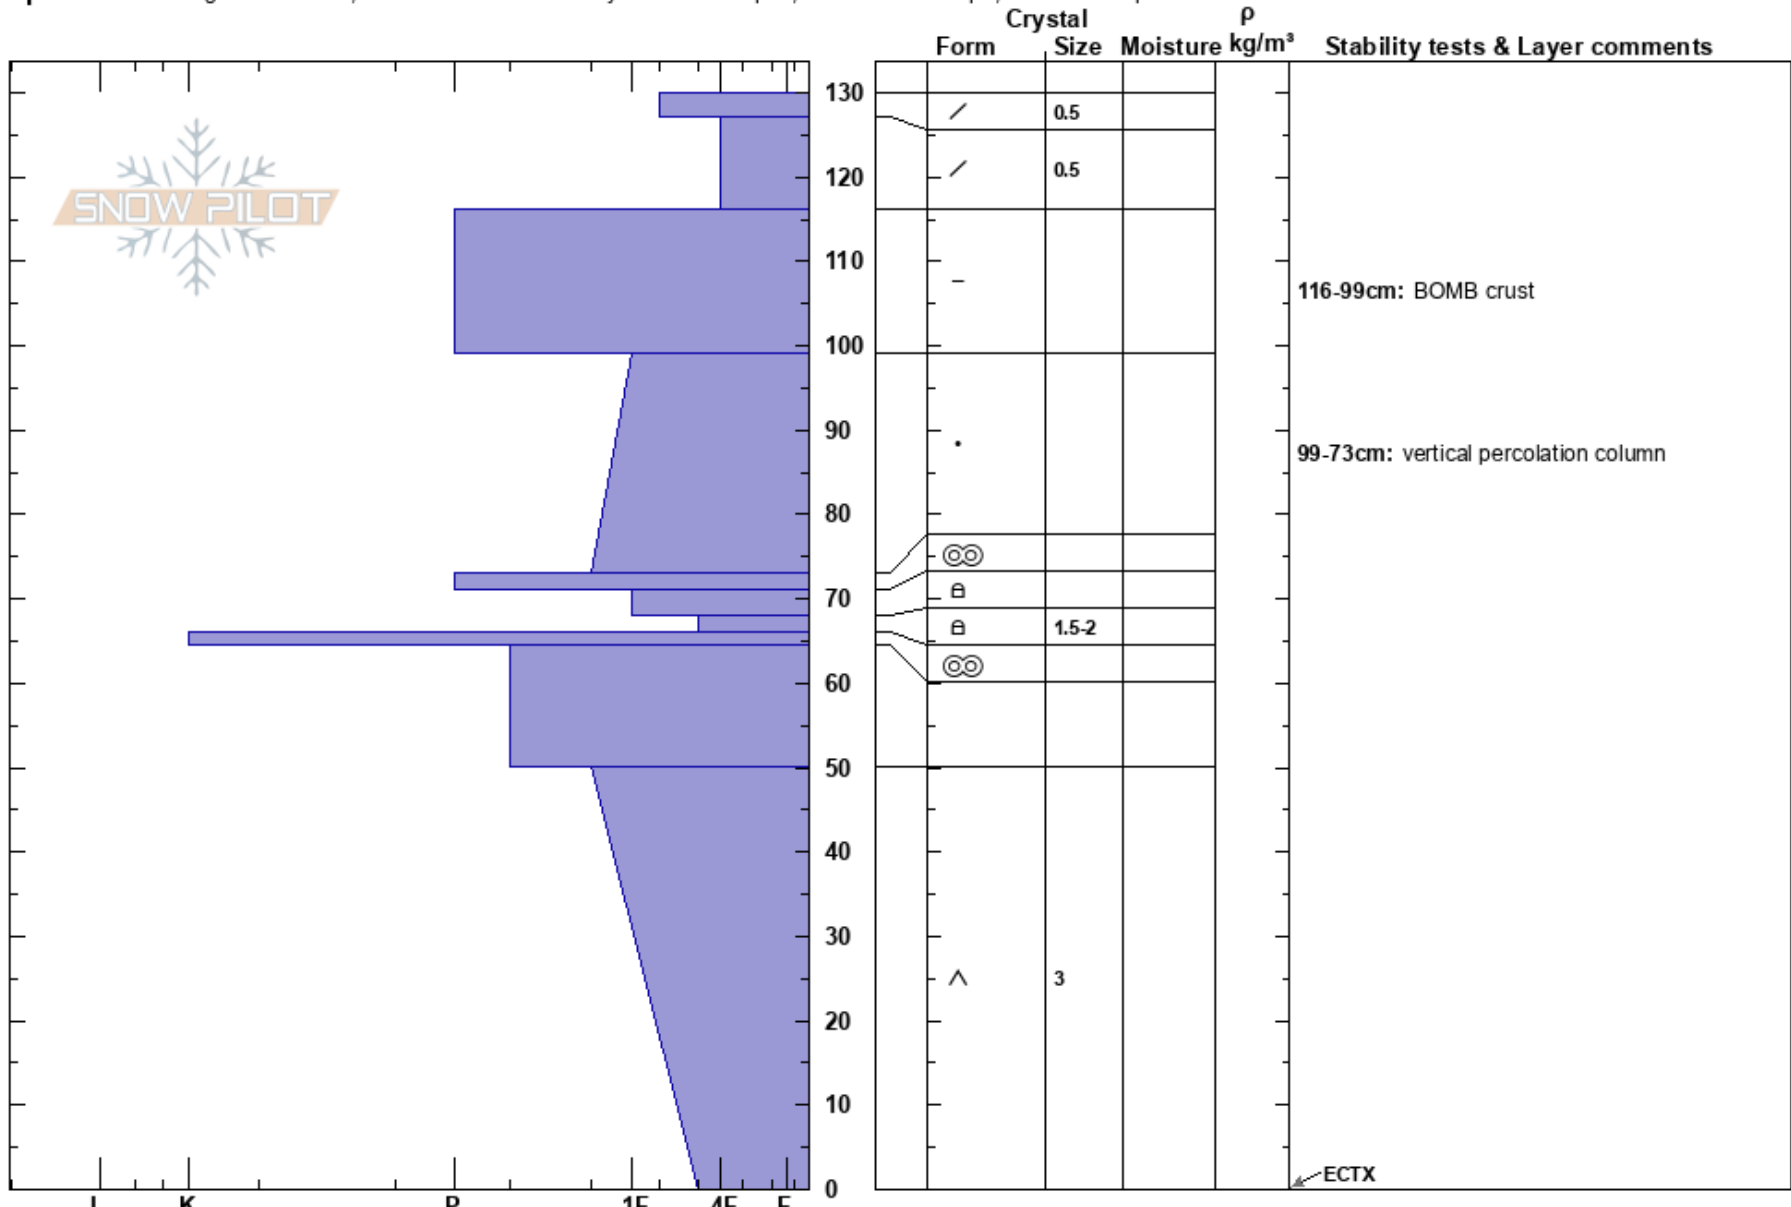 Crystal
ρ
Form Size Moisture kg/m³ Stability tests & Layer comments
SNOW PILOT
130
0.5
120
0.5
110
116-99cm: BOMB crust
100
90
99-73cm: vertical percolation column
80
70
1.5-2
60
50
40
30
3
20
10
ECTX
0
I K P 1F 4F F